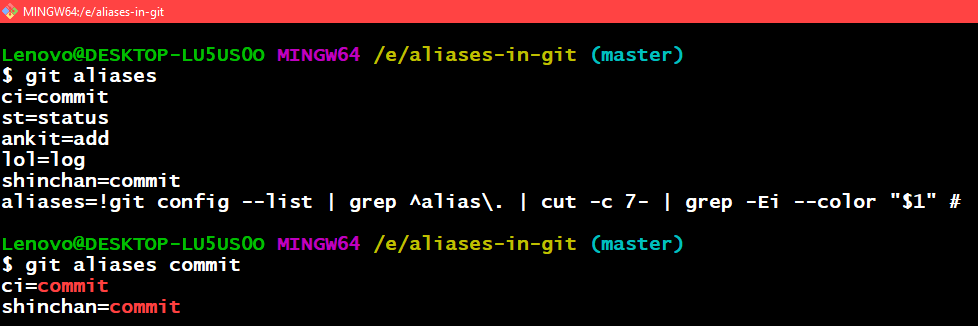 MINGW64:/e/aliases-in-git
Lenovo@DESKTOP-LU5US0O MINGW64 /e/aliases-in-git (master)
$ git aliases
ci=commit
st=status
ankit=add
lol=log
shinchan=commit
aliases=!git config --list | grep ^alias\. | cut -c 7- | grep -Ei --color "$1" #
Lenovo@DESKTOP-LU5US0O MINGW64 /e/aliases-in-git (master)
$ git aliases commit
ci=commit
shinchan=commit